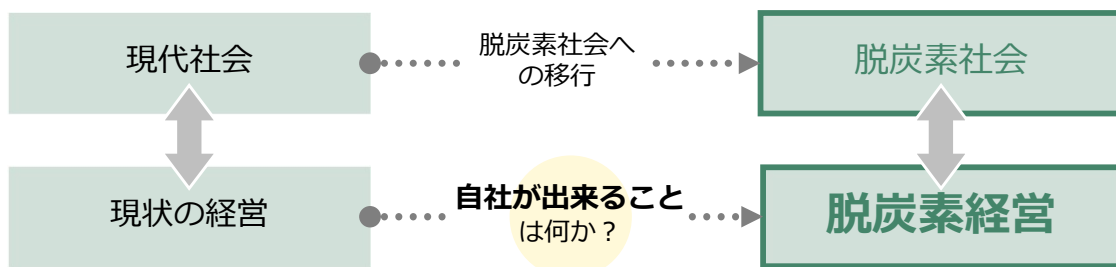 現代社会
脱炭素社会へ
の移行
脱炭素社会
現状の経営
自社が出来ること
は何か？
脱炭素経営